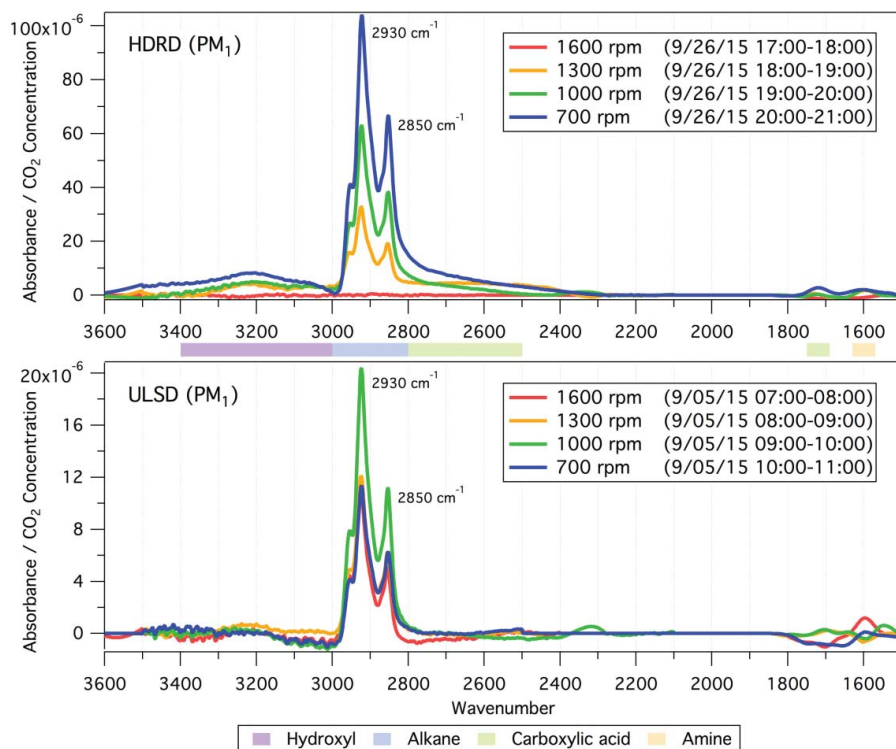 HDRD (PM1)
2930 cm-1
2850 cm-1
1600 rpm (9/26/15 17:00-18:00)
1300 rpm (9/26/15 18:00-19:00)
1000 rpm (9/26/15 19:00-20:00)
700 rpm (9/26/15 20:00-21:00)
Absorbance / CO2 Concentration
100x10-6
80
60
40
20
0
3600 3400 3200 3000 2800 2600 2400 2200 2000 1800 1600
ULSD (PM1)
2930 cm-1
2850 cm-1
1600 rpm (9/05/15 07:00-08:00)
1300 rpm (9/05/15 08:00-09:00)
1000 rpm (9/05/15 09:00-10:00)
700 rpm (9/05/15 10:00-11:00)
Absorbance / CO2 Concentration
20x10-6
16
12
8
4
0
3600 3400 3200 3000 2800 2600 2400 2200 2000 1800 1600
Wavenumber
Hydroxyl Alkane Carboxylic acid Amine